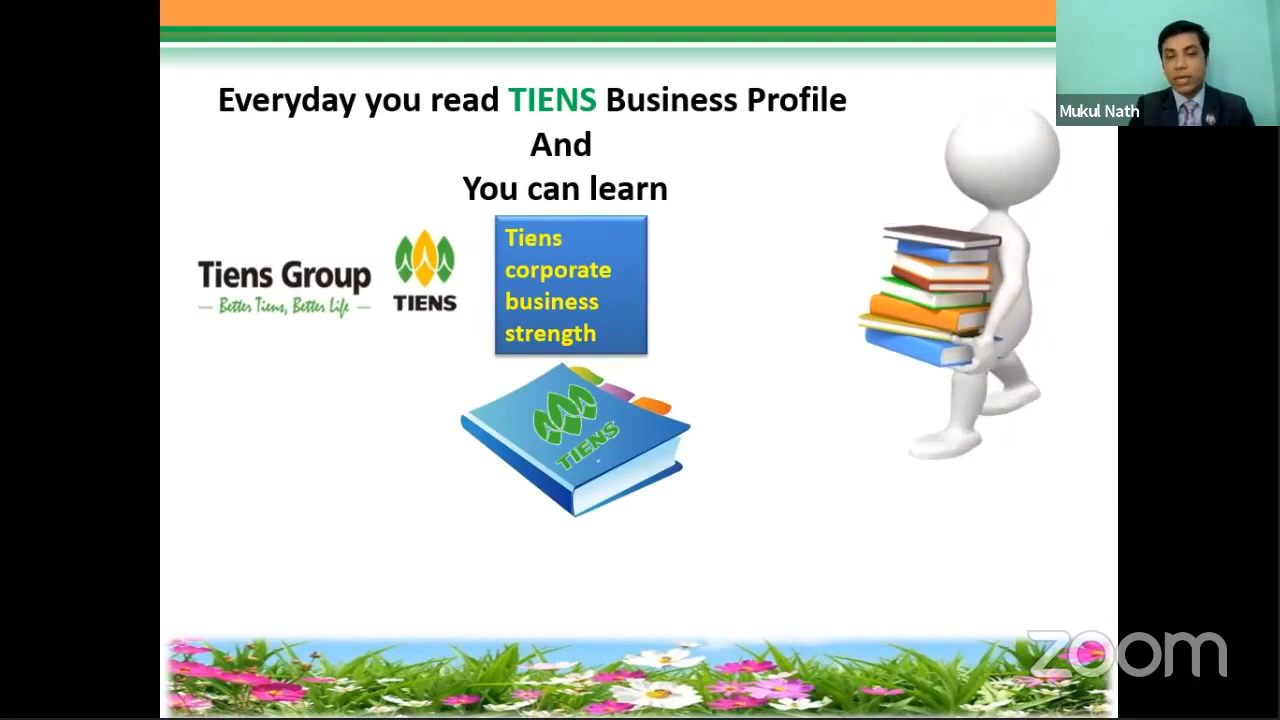 Everyday you read TIENS Business Profile
And
You can learn
Tiens Group
Better Tiens, Better Life
TIENS
Tiens
corporate
business
strength
TIENS
Mukul Nath
zoom